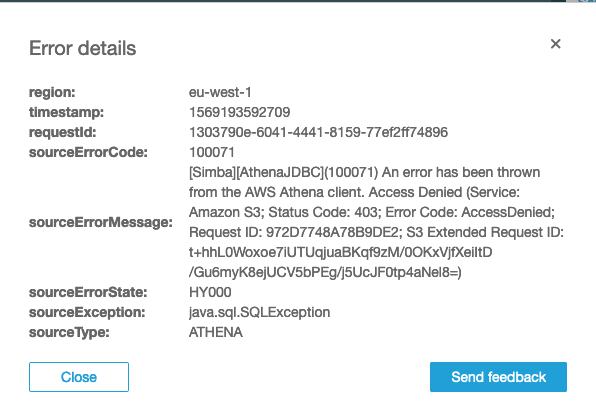 Error details
region: eu-west-1
timestamp: 1569193592709
requestId: 1303790e-6041-4441-8159-77ef2ff74896
sourceErrorCode: 100071
[Simba][AthenaJDBC](100071) An error has been thrown
from the AWS Athena client. Access Denied (Service:
sourceErrorMessage: Amazon S3; Status Code: 403; Error Code: AccessDenied;
Request ID: 972D7748A78B9DE2; S3 Extended Request ID:
t+hhL0Woxoe7iUTUqjuaBKqf9zM/0OKxVjfXeiltD
/Gu6myK8ejUCV5bPEg/j5UcJF0tp4aNel8=)
sourceErrorState: HY000
sourceException: java.sql.SQLException
sourceType: ATHENA
Close
Send feedback